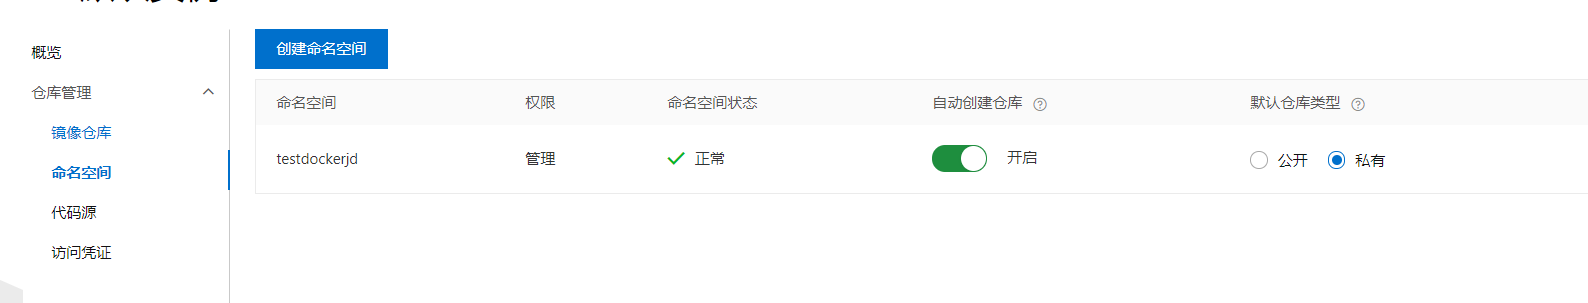 概览
仓库管理
镜像仓库
命名空间
代码源
访问凭证
创建命名空间
命名空间 权限 命名空间状态 自动创建仓库 ? 默认仓库类型 ?
testdockerjd 管理 正常 开启 公开 私有